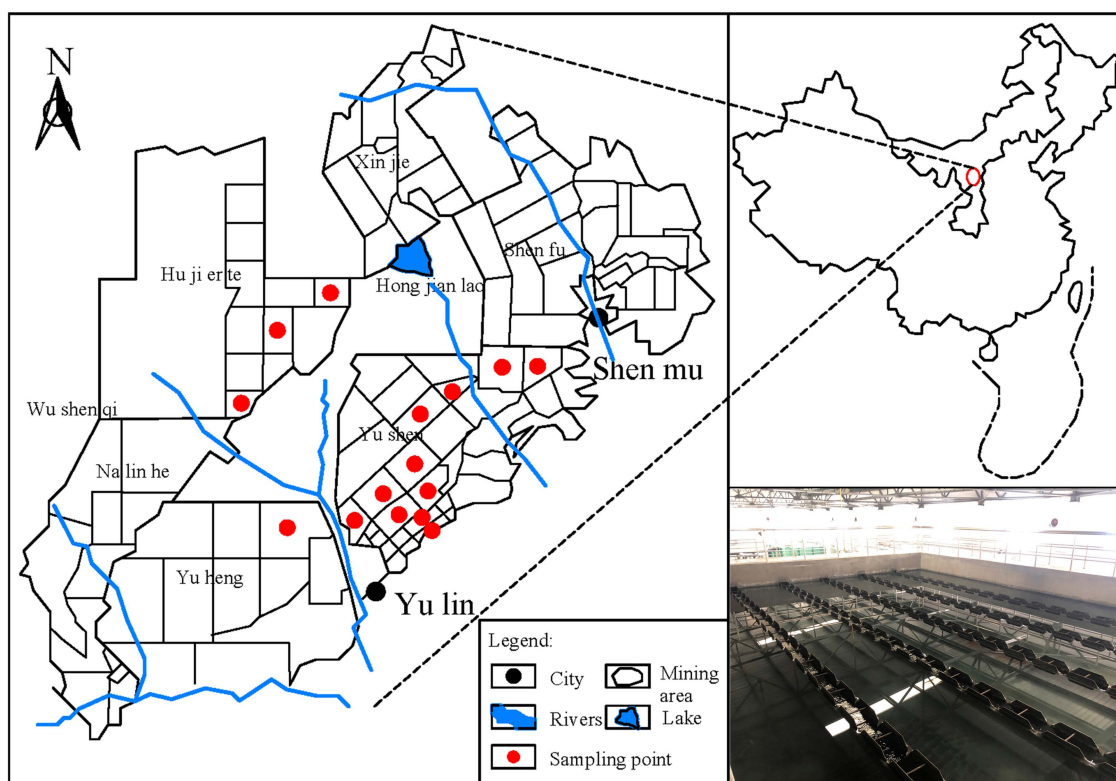 N
Xin jie
Shen fu
Hu ji er te
Hong jian lao
Shen mu
Wu shen qi
Yu shen
Na lin he
Yu heng
Yu lin
Legend:
City
Mining area
Rivers
Lake
Sampling point